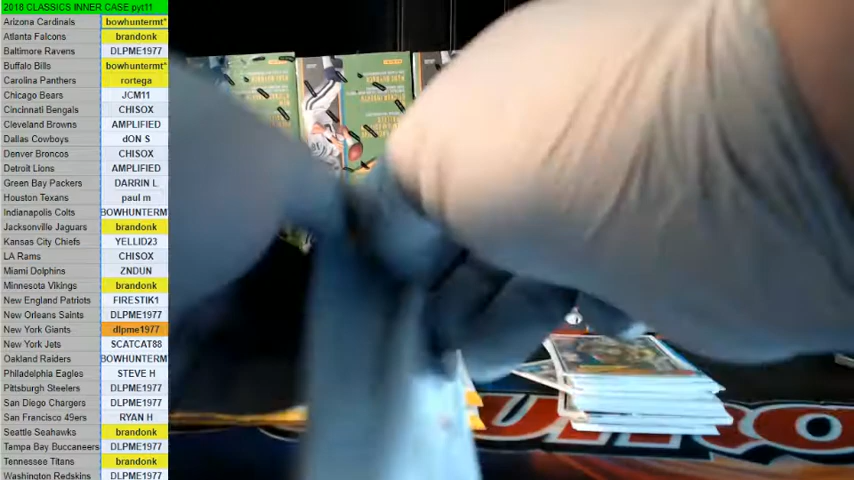 2018 CLASSICS INNER CASE pyt11
Arizona Cardinals bowhuntermt*
Atlanta Falcons brandonk
Baltimore Ravens DLPME1977
Buffalo Bills bowhuntermt*
Carolina Panthers rortega
Chicago Bears JCM11
Cincinnati Bengals CHISOX
Cleveland Browns AMPLIFIED
Dallas Cowboys dON S
Denver Broncos CHISOX
Detroit Lions AMPLIFIED
Green Bay Packers DARRIN L
Houston Texans paul m
Indianapolis Colts BOWHUNTERM
Jacksonville Jaguars brandonk
Kansas City Chiefs YELLID23
LA Rams CHISOX
Miami Dolphins ZNDUN
Minnesota Vikings brandonk
New England Patriots FIRESTIK1
New Orleans Saints DLPME1977
New York Giants dlpme1977
New York Jets SCATCAT88
Oakland Raiders BOWHUNTERM
Philadelphia Eagles STEVE H
Pittsburgh Steelers DLPME1977
San Diego Chargers DLPME1977
San Francisco 49ers RYAN H
Seattle Seahawks brandonk
Tampa Bay Buccaneers DLPME1977
Tennessee Titans brandonk
Washington Redskins DLPME1977